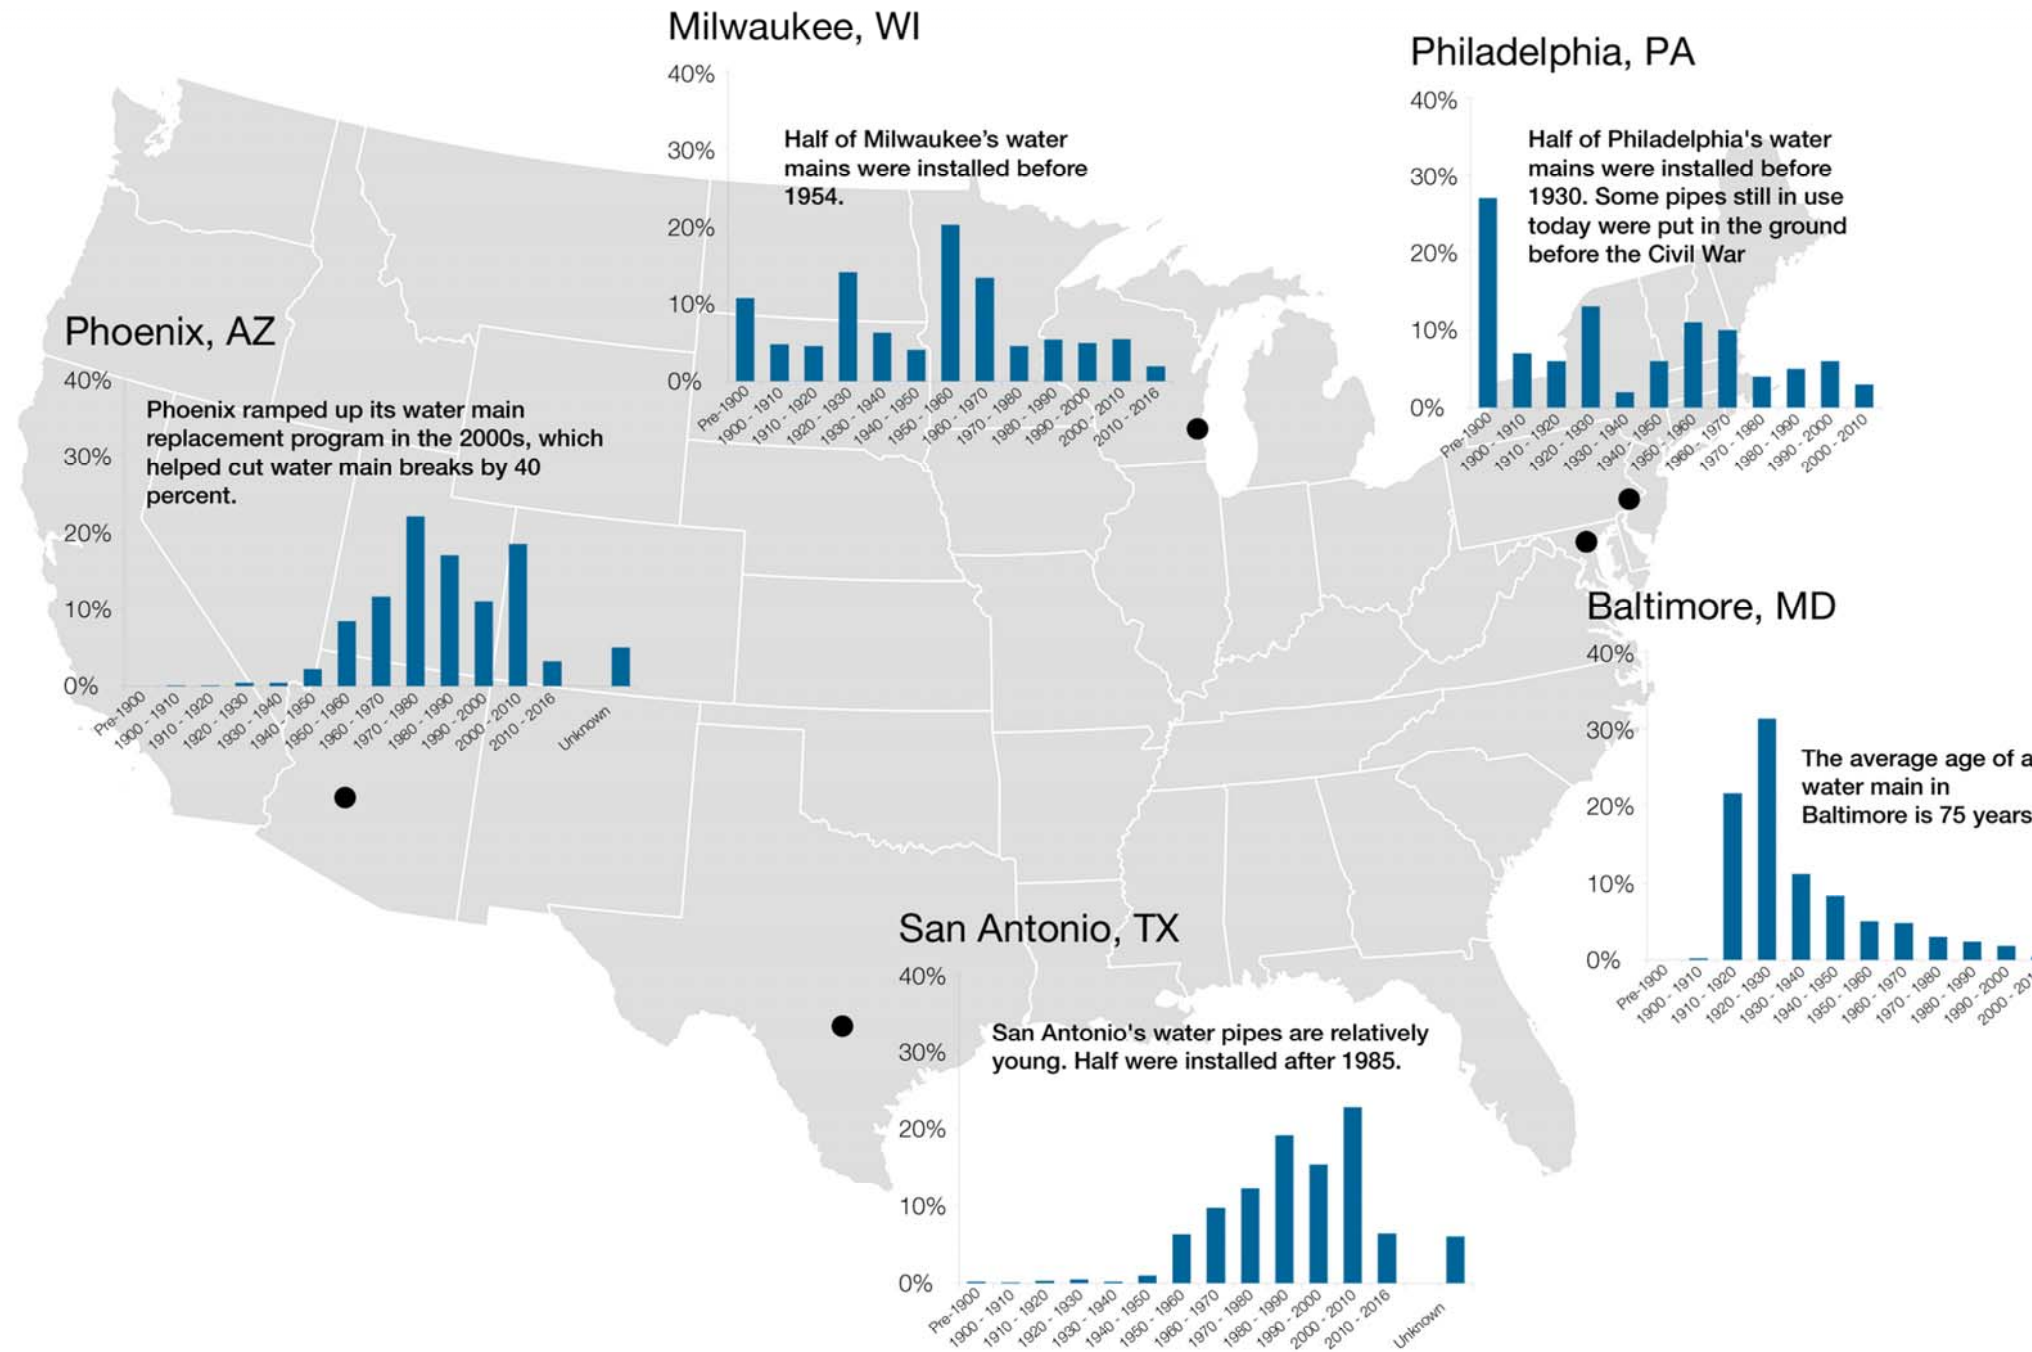 Milwaukee, WI
40%
30%
20%
10%
0%
Half of Milwaukee’s water
mains were installed before
1954.
Pre-1900
1900 - 1910
1910 - 1920
1920 - 1930
1930 - 1940
1940 - 1950
1950 - 1960
1960 - 1970
1970 - 1980
1980 - 1990
1990 - 2000
2000 - 2010
2010 - 2016
Philadelphia, PA
40%
30%
20%
10%
0%
Half of Philadelphia's water
mains were installed before
1930. Some pipes still in use
today were put in the ground
before the Civil War
Pre-1900
1900 - 1910
1910 - 1920
1920 - 1930
1930 - 1940
1940 - 1950
1950 - 1960
1960 - 1970
1970 - 1980
1980 - 1990
1990 - 2000
2000 - 2010
Phoenix, AZ
40%
30%
20%
10%
0%
Phoenix ramped up its water main
replacement program in the 2000s, which
helped cut water main breaks by 40
percent.
Pre-1900
1900 - 1910
1910 - 1920
1920 - 1930
1930 - 1940
1940 - 1950
1950 - 1960
1960 - 1970
1970 - 1980
1980 - 1990
1990 - 2000
2000 - 2010
2010 - 2016
Unknown
Baltimore, MD
40%
30%
20%
10%
0%
The average age of a
water main in
Baltimore is 75 years
Pre-1900
1900 - 1910
1910 - 1920
1920 - 1930
1930 - 1940
1940 - 1950
1950 - 1960
1960 - 1970
1970 - 1980
1980 - 1990
1990 - 2000
2000 - 201
San Antonio, TX
40%
30%
20%
10%
0%
San Antonio's water pipes are relatively
young. Half were installed after 1985.
Pre-1900
1900 - 1910
1910 - 1920
1920 - 1930
1930 - 1940
1940 - 1950
1950 - 1960
1960 - 1970
1970 - 1980
1980 - 1990
1990 - 2000
2000 - 2010
2010 - 2016
Unknown